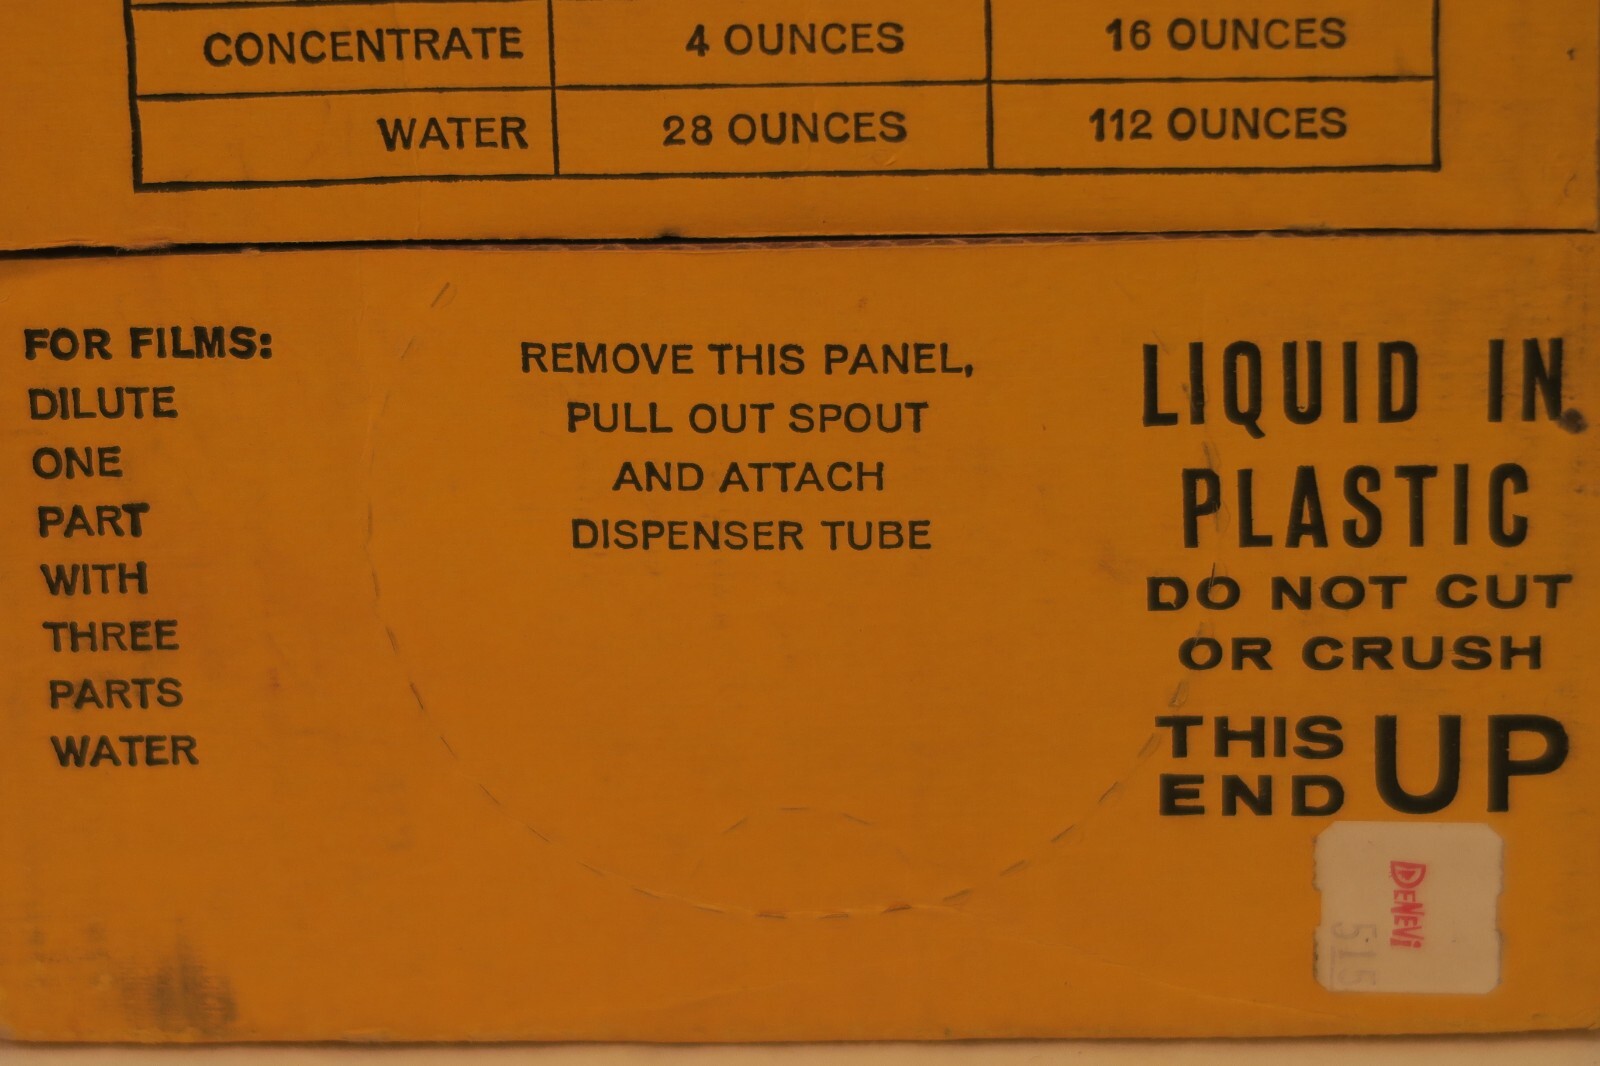 CONCENTRATE 4 OUNCES 16 OUNCES
WATER 28 OUNCES 112 OUNCES
FOR FILMS:
DILUTE
ONE
PART
WITH
THREE
PARTS
WATER
REMOVE THIS PANEL,
PULL OUT SPOUT
AND ATTACH
DISPENSER TUBE
LIQUID IN
PLASTIC
DO NOT CUT
OR CRUSH
THIS
END UP
DENEVI
515